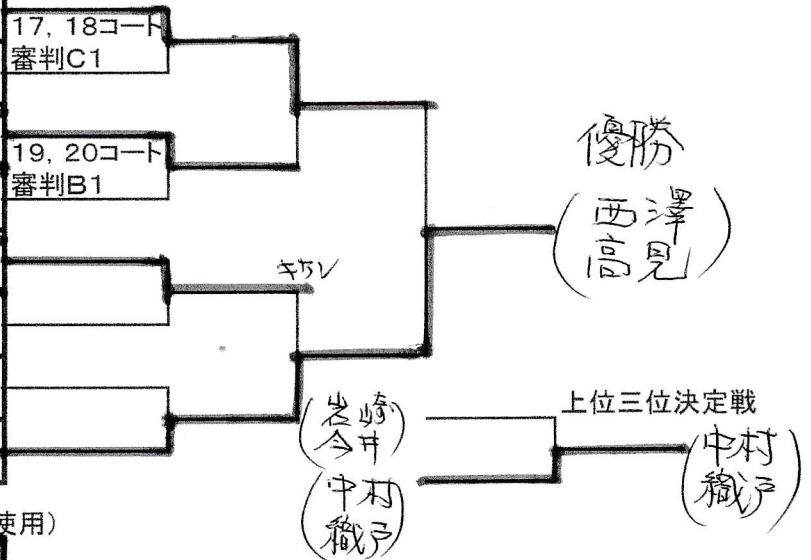 17, 18コート
審判C1
19, 20コート
審判B1
キケン
優勝
(西澤
高見)
(岩崎
今井)
(中村
織戸)
上位三位決定戦
(中村
織戸)
使用)